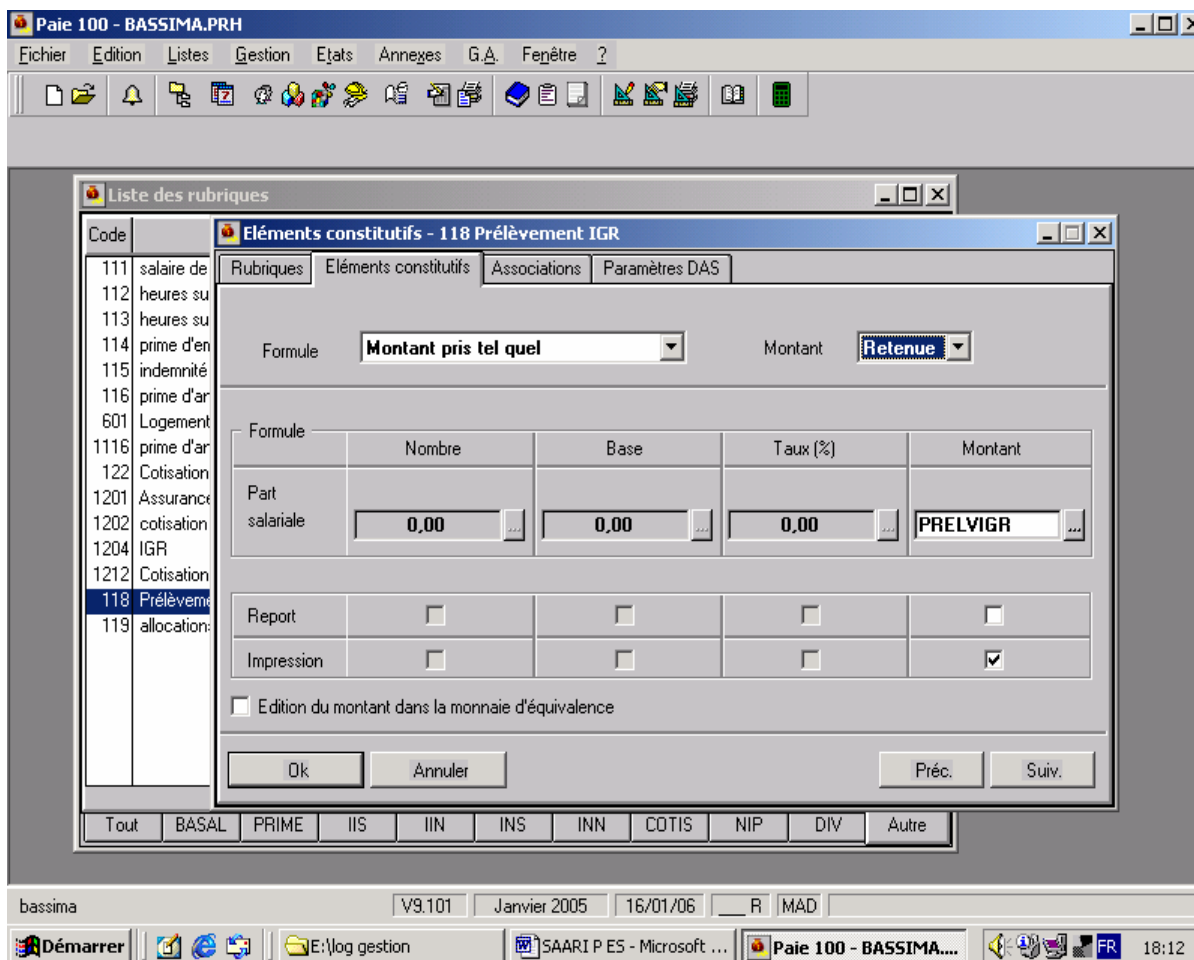 Paie 100 - BASSIMA.PRH
Fichier Edition Listes Gestion Etats Annexes G.A. Fenêtre ?
Liste des rubriques
Code
111 salaire de
112 heures su
113 heures su
114 prime d'en
115 indemnité
116 prime d'ar
601 Logement
1116 prime d'ar
122 Cotisation
1201 Assurance
1202 cotisation
1204 IGR
1212 Cotisation
118 Prélèveme
119 allocation
Eléments constitutifs - 118 Prélèvement IGR
Rubriques Eléments constitutifs Associations Paramètres DAS
Formule Montant pris tel quel Montant Retenue
Formule
Nombre Base Taux (%) Montant
Part
salariale 0,00 ... 0,00 ... 0,00 ... PRELVIGR ...
Report
Impression
Edition du montant dans la monnaie d'équivalence
Ok Annuler Préc. Suiv.
Tout BASAL PRIME IIS IIN INS INN COTIS NIP DIV Autre
bassima V9.101 Janvier 2005 16/01/06 ___ R MAD
Démarrer E:\log gestion SAARI P ES - Microsoft ... Paie 100 - BASSIMA.... FR 18:12